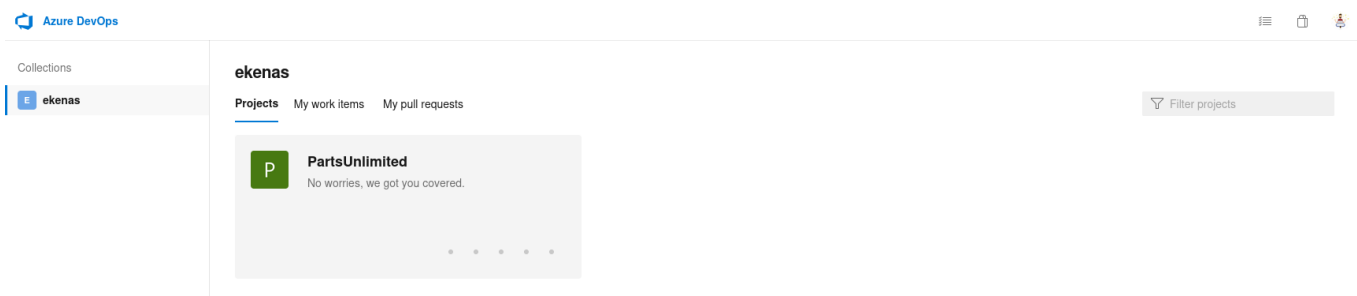 Azure DevOps
Collections
E ekenas
ekenas
Projects My work items My pull requests
Filter projects
P PartsUnlimited
No worries, we got you covered.